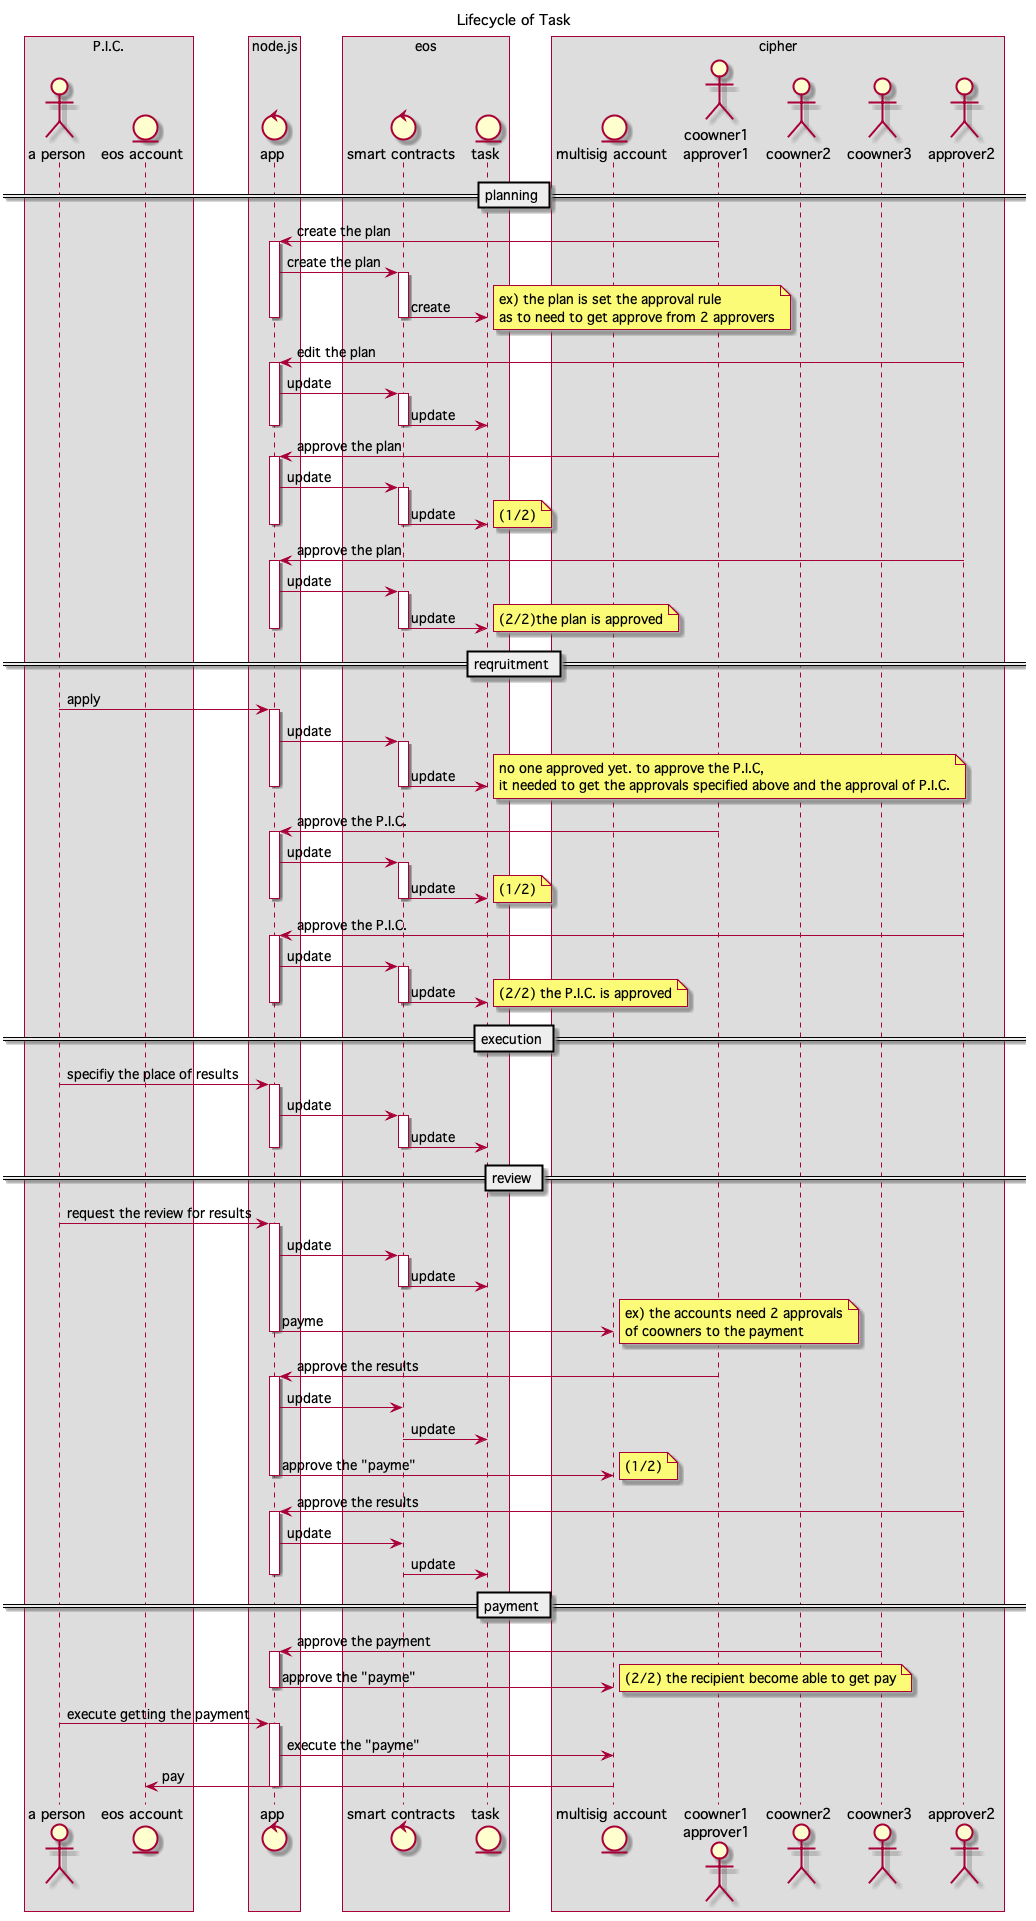 Lifecycle of Task
P.I.C.
node.js
eos
cipher
a person
eos account
app
smart contracts
task
multisig account
coowner1
approver1
coowner2
coowner3
approver2
planning
create the plan
create the plan
create
ex) the plan is set the approval rule
as to need to get approve from 2 approvers
edit the plan
update
update
approve the plan
update
update
(1/2)
approve the plan
update
update
(2/2)the plan is approved
reqruitment
apply
update
update
no one approved yet. to approve the P.I.C,
it needed to get the approvals specified above and the approval of P.I.C.
approve the P.I.C.
update
update
(1/2)
approve the P.I.C.
update
update
(2/2) the P.I.C. is approved
execution
specifiy the place of results
update
update
review
request the review for results
update
update
payme
ex) the accounts need 2 approvals
of coowners to the payment
approve the results
update
update
approve the "payme"
(1/2)
approve the results
update
update
payment
approve the payment
approve the "payme"
(2/2) the recipient become able to get pay
execute getting the payment
execute the "payme"
pay
a person
eos account
app
smart contracts
task
multisig account
coowner1
approver1
coowner2
coowner3
approver2